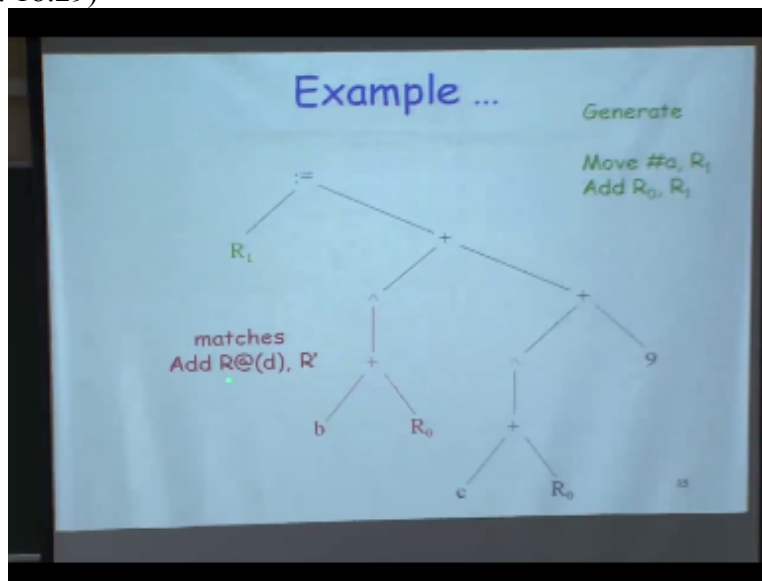 Example ...
Generate
Move #a, R₁
Add R₀, R₁
:=
R₁
+
^
+
matches
Add R@(d), R'
+
^
9
b
R₀
+
c
R₀